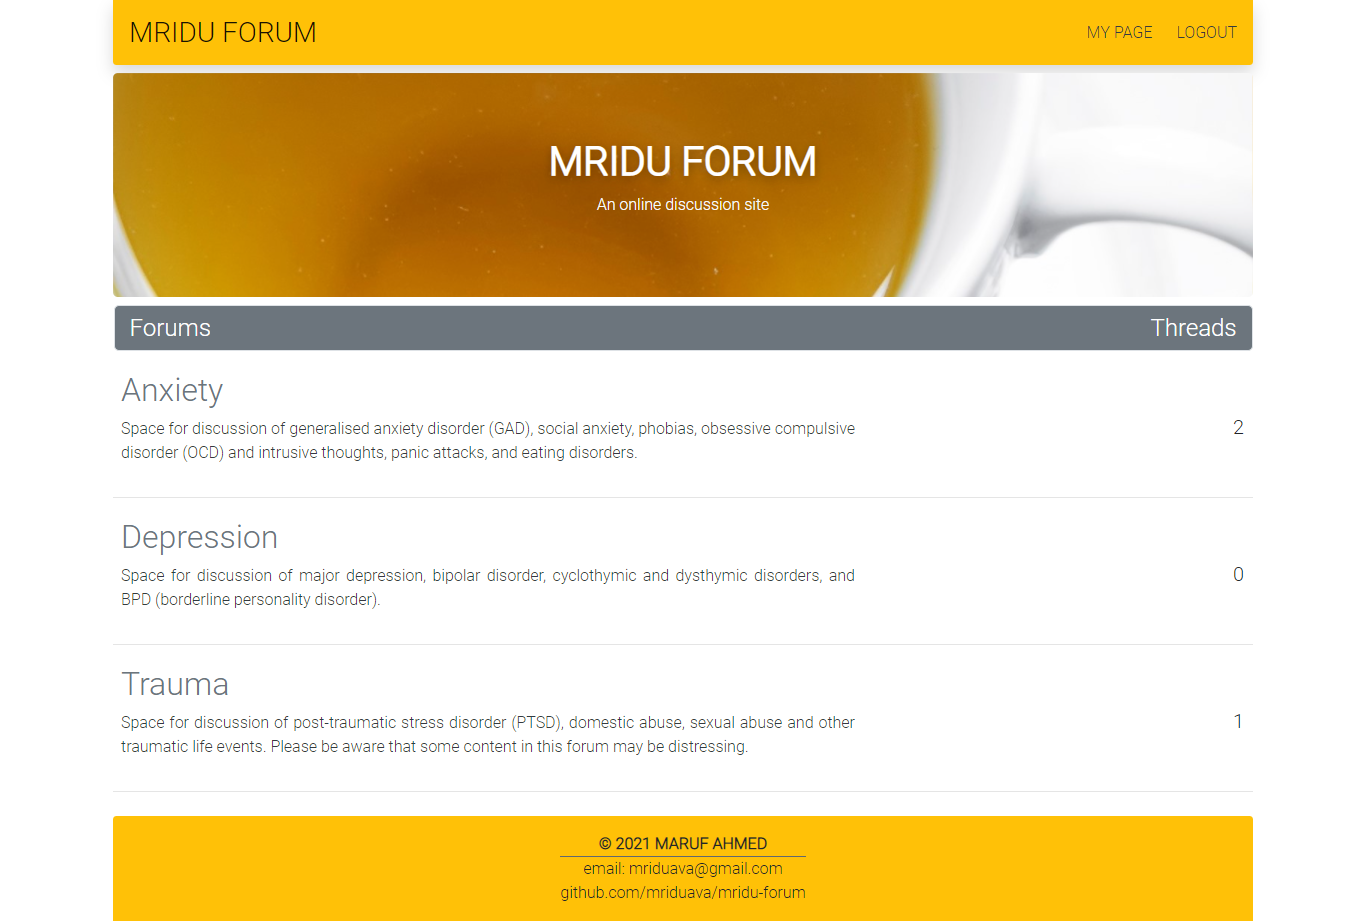 MRIDU FORUM
MY PAGE LOGOUT
MRIDU FORUM
An online discussion site
Forums Threads
Anxiety
Space for discussion of generalised anxiety disorder (GAD), social anxiety, phobias, obsessive compulsive
disorder (OCD) and intrusive thoughts, panic attacks, and eating disorders.
2
Depression
Space for discussion of major depression, bipolar disorder, cyclothymic and dysthymic disorders, and
BPD (borderline personality disorder).
0
Trauma
Space for discussion of post-traumatic stress disorder (PTSD), domestic abuse, sexual abuse and other
traumatic life events. Please be aware that some content in this forum may be distressing.
1
© 2021 MARUF AHMED
email: mriduava@gmail.com
github.com/mriduava/mridu-forum